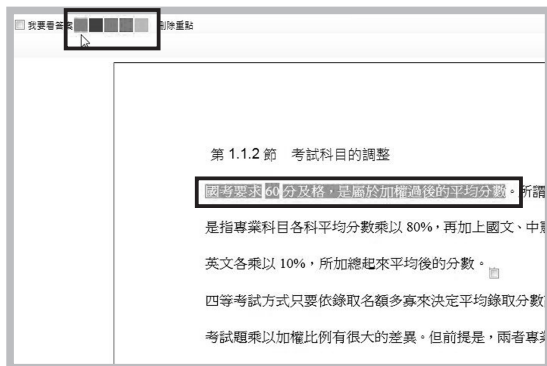 我要看答案 刪除重點
第 1.1.2 節 考試科目的調整
國考要求 60 分及格，是屬於加權過後的平均分數。所謂
是指專業科目各科平均分數乘以 80%，再加上國文、中
英文各乘以 10%，所加總起來平均後的分數。
四等考試方式只要依錄取名額多寡來決定平均錄取分數
考試題乘以加權比例有很大的差異。但前提是，兩者專